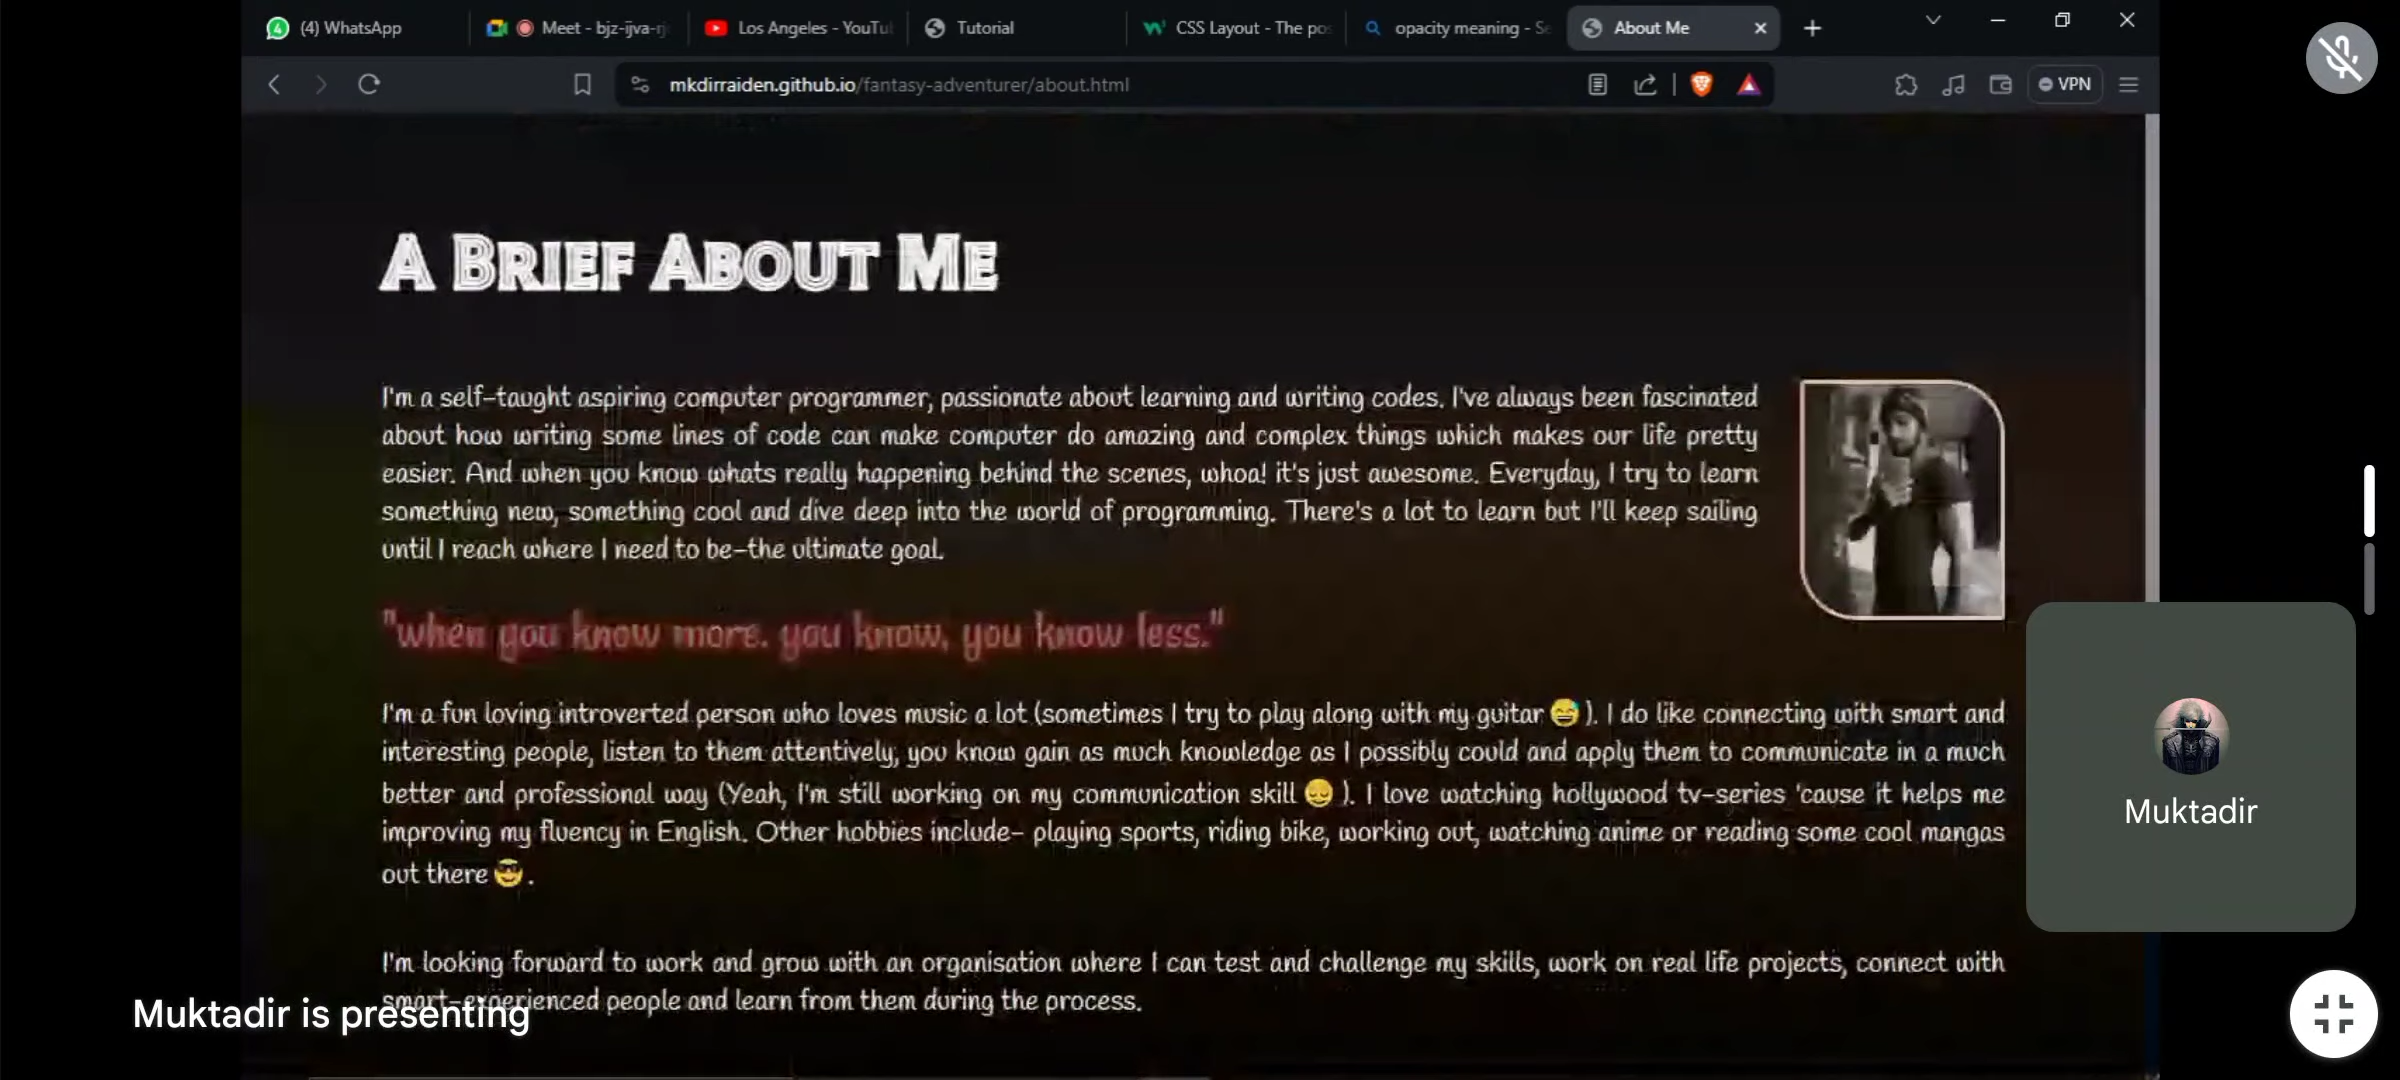 (4) WhatsApp
Meet - bjz-ijva-rj
Los Angeles - YouTu
Tutorial
CSS Layout - The pos
opacity meaning - Se
About Me
mkdirraiden.github.io/fantasy-adventurer/about.html
VPN
A Brief About Me
I'm a self-taught aspiring computer programmer, passionate about learning and writing codes. I've always been fascinated
about how writing some lines of code can make computer do amazing and complex things which makes our life pretty
easier. And when you know whats really happening behind the scenes, whoa! it's just awesome. Everyday, I try to learn
something new, something cool and dive deep into the world of programming. There's a lot to learn but I'll keep sailing
until I reach where I need to be-the ultimate goal.
"when you know more. you know, you know less."
I'm a fun loving introverted person who loves music a lot (sometimes I try to play along with my guitar 😅 ). I do like connecting with smart and
interesting people, listen to them attentively, you know gain as much knowledge as I possibly could and apply them to communicate in a much
better and professional way (Yeah, I'm still working on my communication skill 😔 ). I love watching hollywood tv-series 'cause it helps me
improving my fluency in English. Other hobbies include- playing sports, riding bike, working out, watching anime or reading some cool mangas
out there 😎 .
I'm looking forward to work and grow with an organisation where I can test and challenge my skills, work on real life projects, connect with
smart-experienced people and learn from them during the process.
Muktadir
Muktadir is presenting